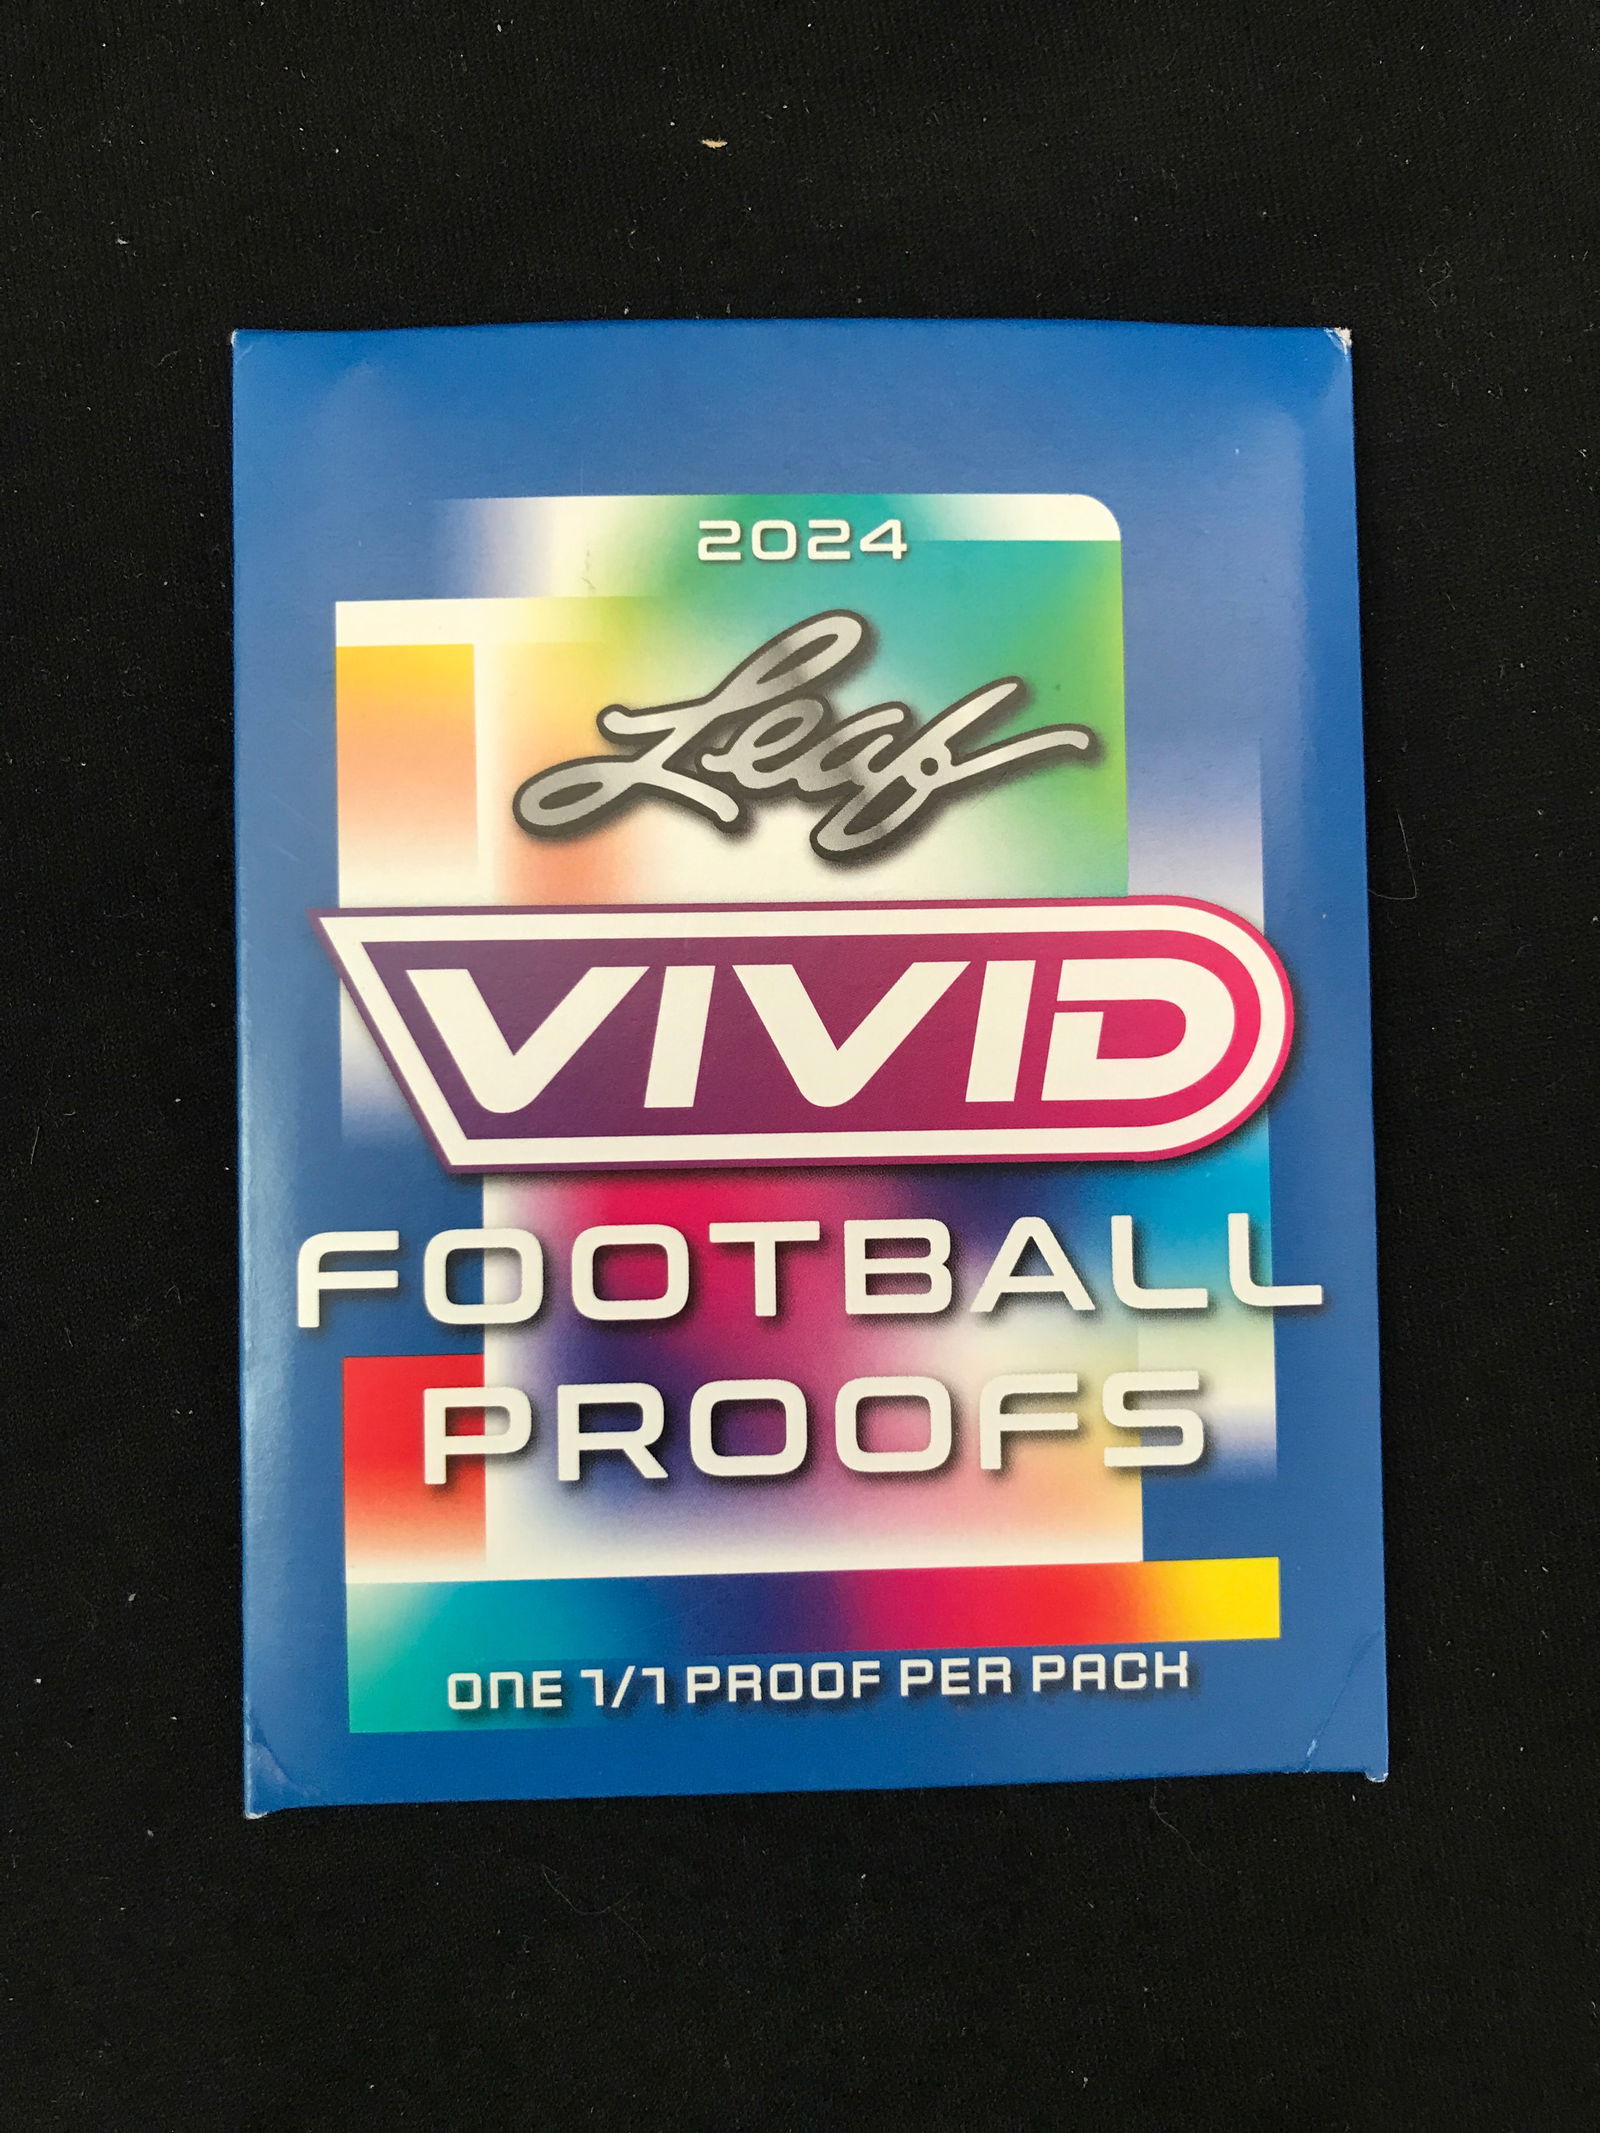 2024
Leaf
VIVID
FOOTBALL
PROOFS
ONE 1/1 PROOF PER PACK